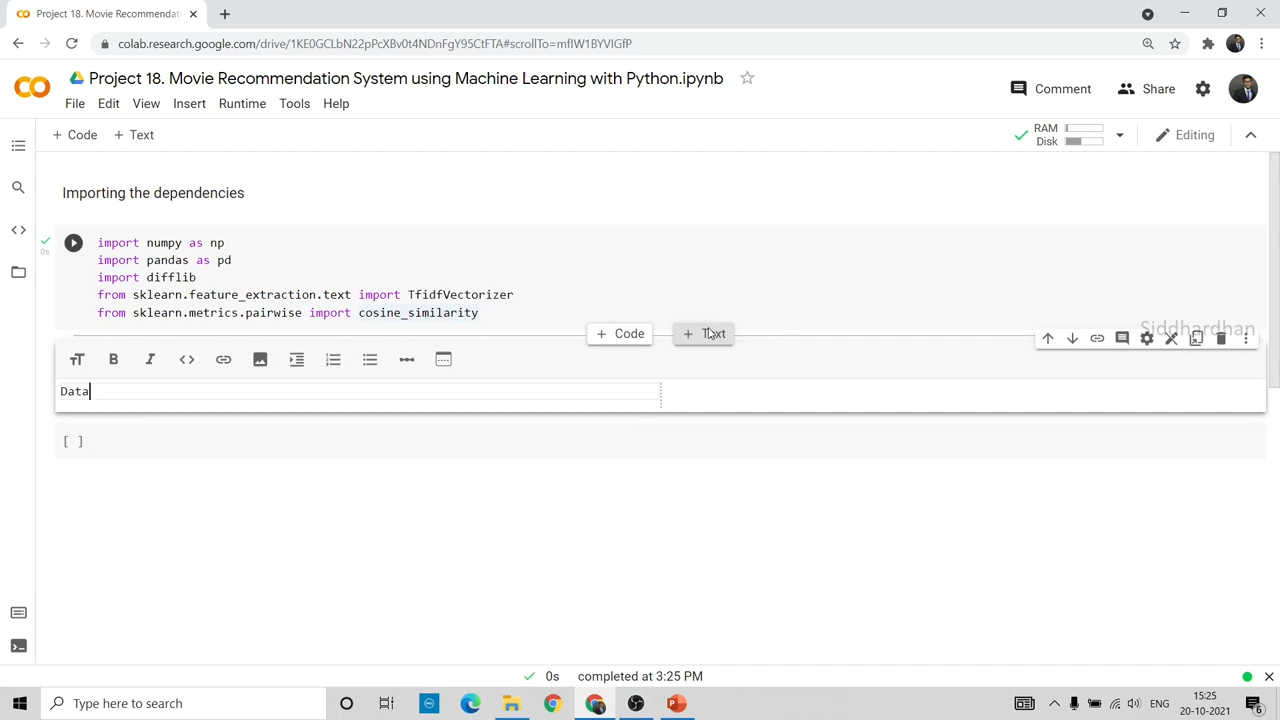 Project 18. Movie Recommendat
colab.research.google.com/drive/1KE0GCLbN22pPcXBv0t4NDnFgY95CtFTA#scrollTo=mfIW1BYVIGfP
Project 18. Movie Recommendation System using Machine Learning with Python.ipynb
Comment
Share
File Edit View Insert Runtime Tools Help
+ Code + Text
RAM
Disk
Editing
Importing the dependencies
0s
import numpy as np
import pandas as pd
import difflib
from sklearn.feature_extraction.text import TfidfVectorizer
from sklearn.metrics.pairwise import cosine_similarity
Siddhardhan
+ Code + Text
Data
[ ]
0s completed at 3:25 PM
Type here to search
ENG
15:25
20-10-2021
6